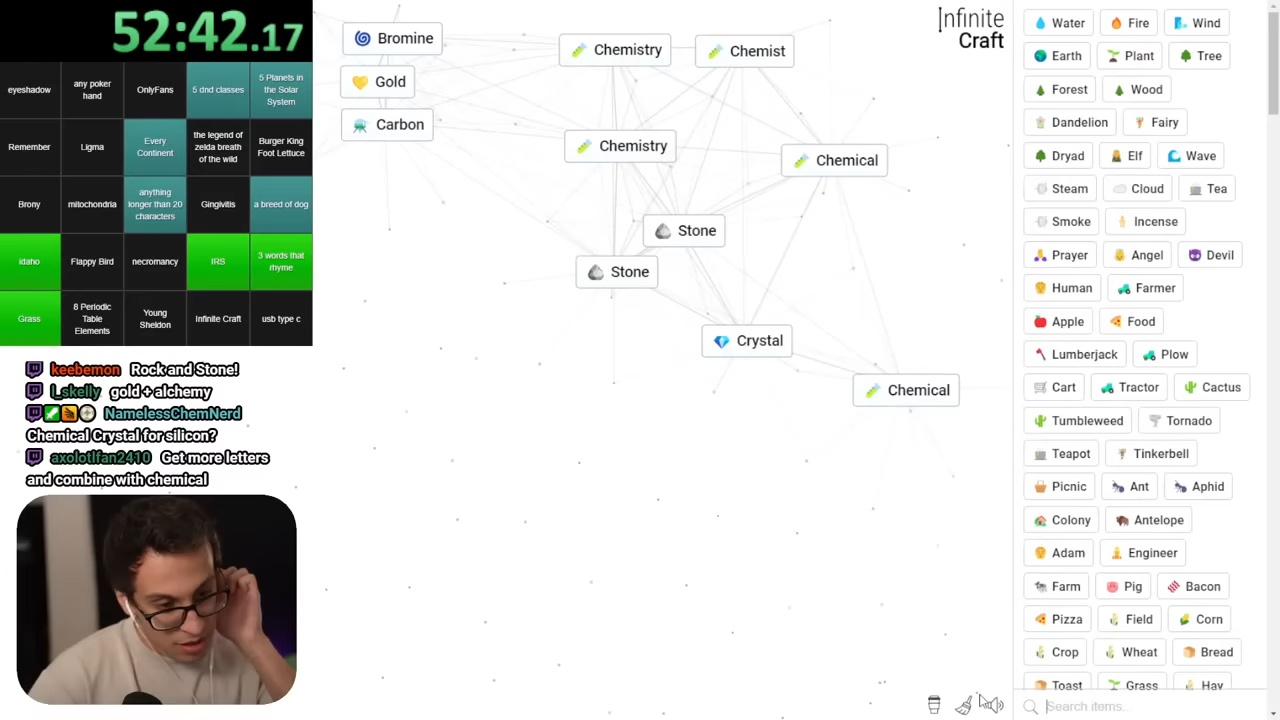 52:42.17
eyeshadow
any poker
hand
OnlyFans
5 dnd classes
5 Planets in
the Solar
System
Remember
Ligma
Every
Continent
the legend of
zelda breath
of the wild
Burger King
Foot Lettuce
Brony
mitochondria
anything
longer than 20
characters
Gingivitis
a breed of dog
idaho
Flappy Bird
necromancy
IRS
3 words that
rhyme
Grass
8 Periodic
Table
Elements
Young
Sheldon
Infinite Craft
usb type c
keebemon Rock and Stone!
l_skelly gold + alchemy
NamelessChemNerd
Chemical Crystal for silicon?
axolotlfan2410 Get more letters
and combine with chemical
Bromine
Gold
Carbon
Chemistry
Chemist
Chemistry
Chemical
Stone
Stone
Crystal
Chemical
Infinite
Craft
Water
Fire
Wind
Earth
Plant
Tree
Forest
Wood
Dandelion
Fairy
Dryad
Elf
Wave
Steam
Cloud
Tea
Smoke
Incense
Prayer
Angel
Devil
Human
Farmer
Apple
Food
Lumberjack
Plow
Cart
Tractor
Cactus
Tumbleweed
Tornado
Teapot
Tinkerbell
Picnic
Ant
Aphid
Colony
Antelope
Adam
Engineer
Farm
Pig
Bacon
Pizza
Field
Corn
Crop
Wheat
Bread
Toast
Grass
Hay
Search items...